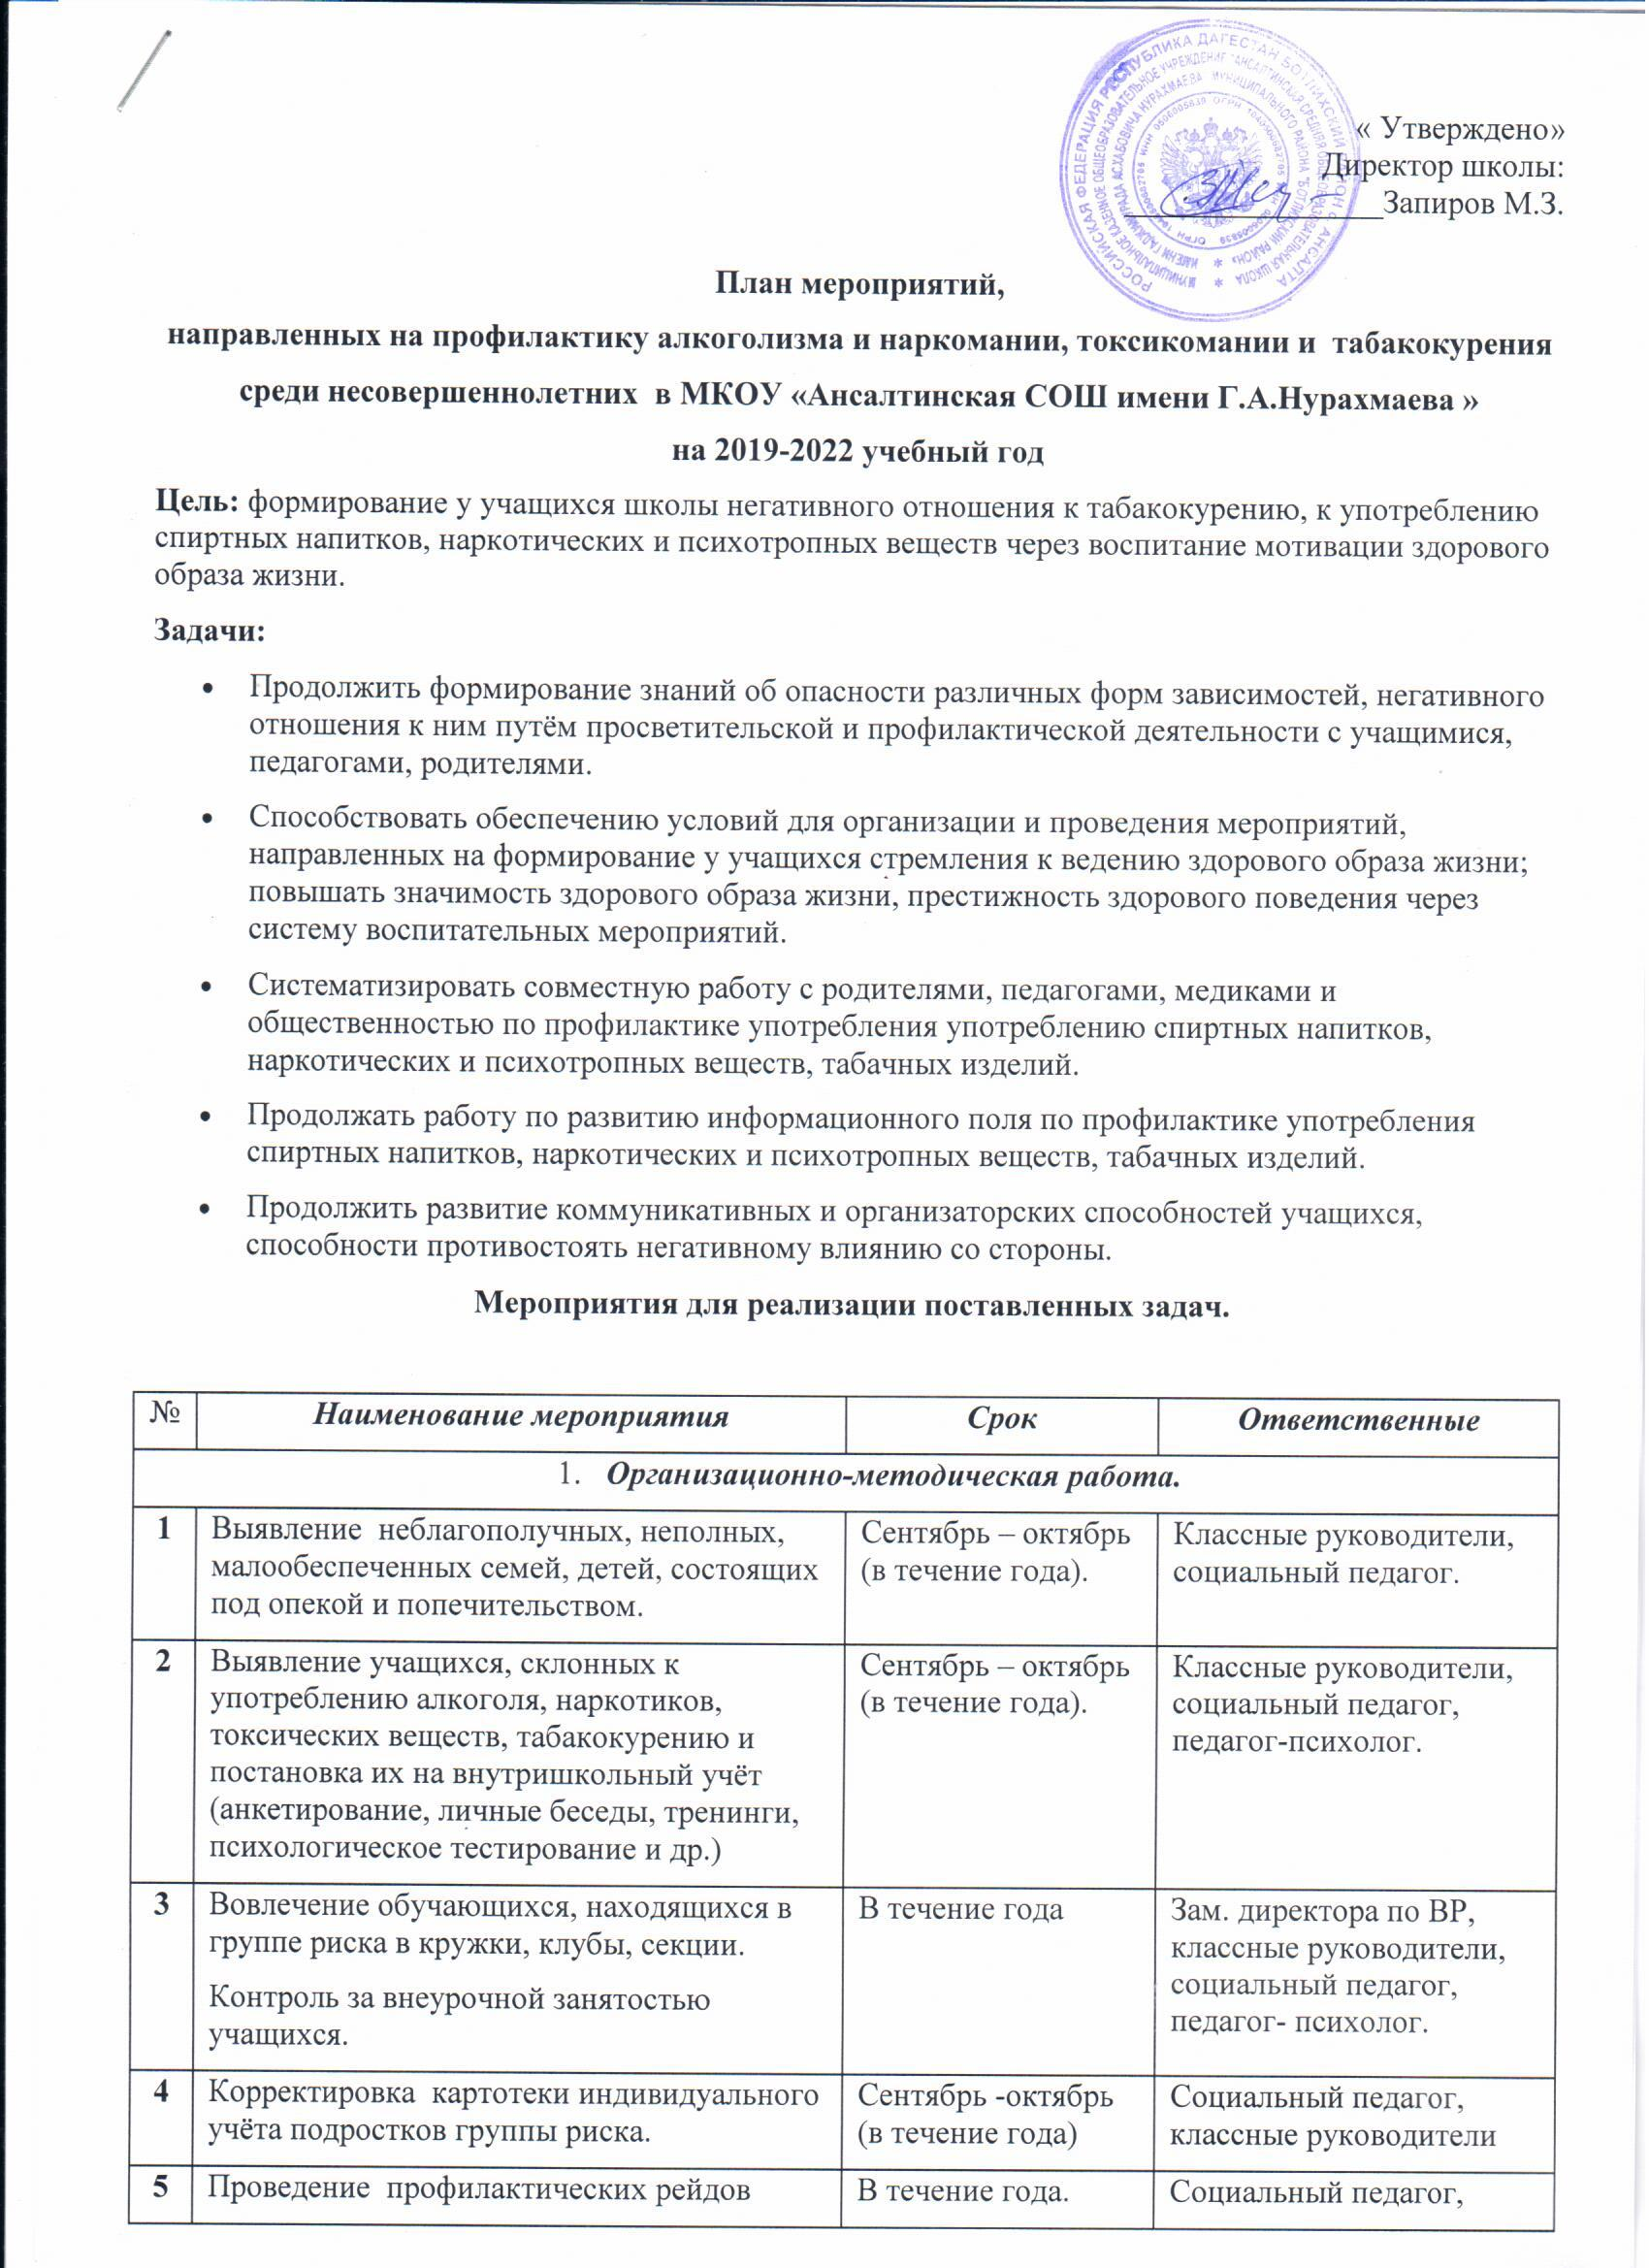 « Утверждено»
Директор школы:
Запиров М.З.
РОССИЙСКАЯ ФЕДЕРАЦИЯ РЕСПУБЛИКА ДАГЕСТАН БОТЛИХСКИЙ РАЙОН С. АНСАЛТА
План мероприятий,
направленных на профилактику алкоголизма и наркомании, токсикомании и табакокурения
среди несовершеннолетних в МКОУ «Ансалтинская СОШ имени Г.А.Нурахмаева »
на 2019-2022 учебный год
Цель: формирование у учащихся школы негативного отношения к табакокурению, к употреблению
спиртных напитков, наркотических и психотропных веществ через воспитание мотивации здорового
образа жизни.
Задачи:
• Продолжить формирование знаний об опасности различных форм зависимостей, негативного
отношения к ним путём просветительской и профилактической деятельности с учащимися,
педагогами, родителями.
• Способствовать обеспечению условий для организации и проведения мероприятий,
направленных на формирование у учащихся стремления к ведению здорового образа жизни;
повышать значимость здорового образа жизни, престижность здорового поведения через
систему воспитательных мероприятий.
• Систематизировать совместную работу с родителями, педагогами, медиками и
общественностью по профилактике употребления употреблению спиртных напитков,
наркотических и психотропных веществ, табачных изделий.
• Продолжать работу по развитию информационного поля по профилактике употребления
спиртных напитков, наркотических и психотропных веществ, табачных изделий.
• Продолжить развитие коммуникативных и организаторских способностей учащихся,
способности противостоять негативному влиянию со стороны.
Мероприятия для реализации поставленных задач.
№ Наименование мероприятия Срок Ответственные
1. Организационно-методическая работа.
1 Выявление неблагополучных, неполных, Сентябрь – октябрь Классные руководители,
малообеспеченных семей, детей, состоящих (в течение года). социальный педагог.
под опекой и попечительством.
2 Выявление учащихся, склонных к Сентябрь – октябрь Классные руководители,
употреблению алкоголя, наркотиков, (в течение года). социальный педагог,
токсических веществ, табакокурению и педагог-психолог.
постановка их на внутришкольный учёт
(анкетирование, личные беседы, тренинги,
психологическое тестирование и др.)
3 Вовлечение обучающихся, находящихся в В течение года Зам. директора по ВР,
группе риска в кружки, клубы, секции. классные руководители,
Контроль за внеурочной занятостью социальный педагог,
учащихся. педагог- психолог.
4 Корректировка картотеки индивидуального Сентябрь -октябрь Социальный педагог,
учёта подростков группы риска. (в течение года) классные руководители
5 Проведение профилактических рейдов В течение года. Социальный педагог,